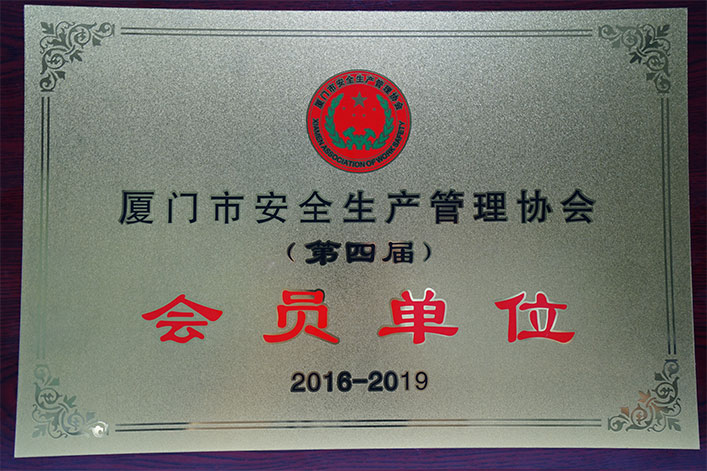 厦门市安全生产管理协会
XIAMEN ASSOCIATION OF WORK SAFETY
厦门市安全生产管理协会
（第四届）
会员单位
2016-2019